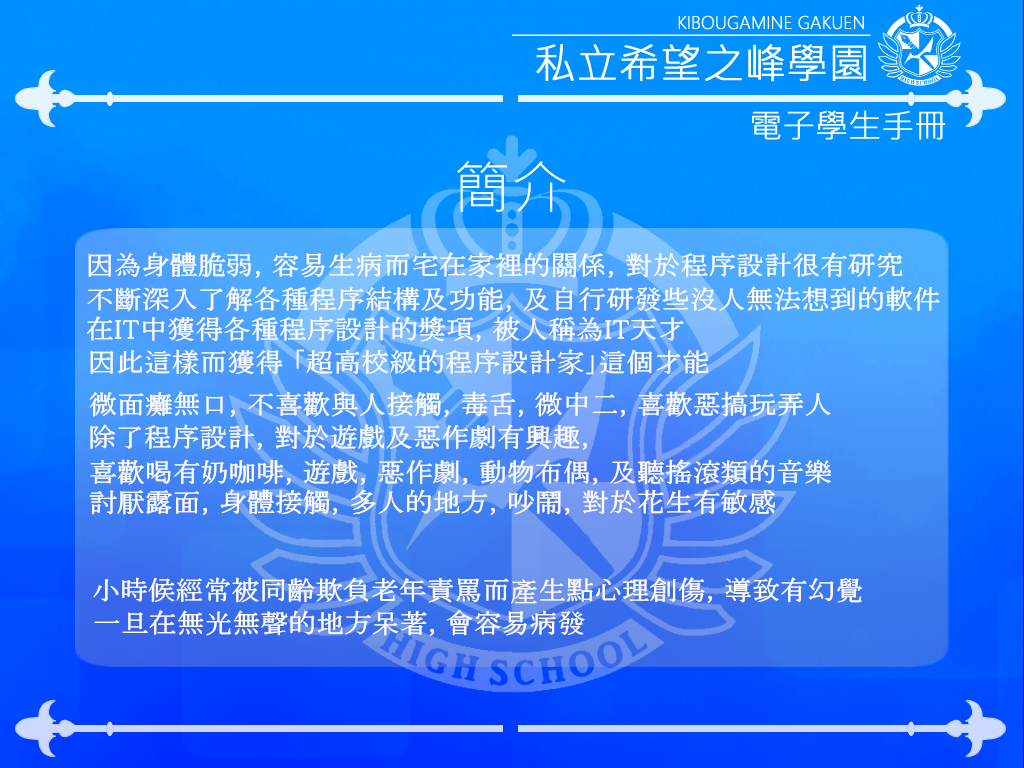 KIBOUGAMINE GAKUEN
私立希望之峰學園
HIGH SCHOOL
電子學生手冊
簡介
因為身體脆弱, 容易生病而宅在家裡的關係, 對於程序設計很有研究
不斷深入了解各種程序結構及功能, 及自行研發些沒人無法想到的軟件
在IT中獲得各種程序設計的獎項, 被人稱為IT天才
因此這樣而獲得「超高校級的程序設計家」這個才能
微面癱無口, 不喜歡與人接觸, 毒舌, 微中二, 喜歡惡搞玩弄人
除了程序設計, 對於遊戲及惡作劇有興趣,
喜歡喝有奶咖啡, 遊戲, 惡作劇, 動物布偶, 及聽搖滾類的音樂
討厭露面, 身體接觸, 多人的地方, 吵鬧, 對於花生有敏感
小時候經常被同齡欺負老年責罵而產生點心理創傷, 導致有幻覺
一旦在無光無聲的地方呆著, 會容易病發
HIGH SCHOOL